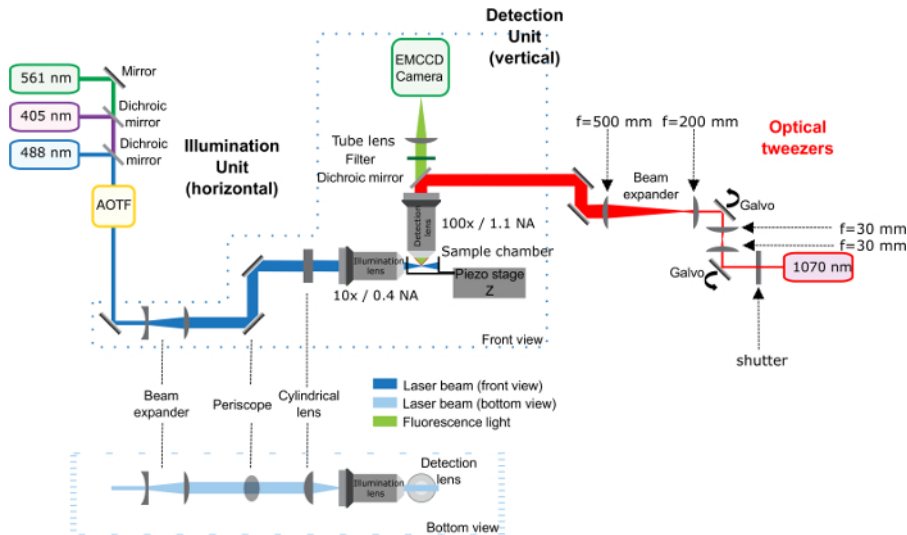 Detection
Unit
(vertical)
EMCCD
Camera
561 nm
Mirror
405 nm
Dichroic
mirror
488 nm
Dichroic
mirror
Illumination
Unit
(horizontal)
AOTF
Tube lens
Filter
Dichroic mirror
Detection
lens
100x / 1.1 NA
Sample chamber
Illumination
lens
10x / 0.4 NA
Piezo stage
Z
Front view
f=500 mm
f=200 mm
Optical
tweezers
Beam
expander
Galvo
f=30 mm
f=30 mm
Galvo
1070 nm
shutter
Beam
expander
Periscope
Cylindrical
lens
Laser beam (front view)
Laser beam (bottom view)
Fluorescence light
Illumination
lens
Detection
lens
Bottom view